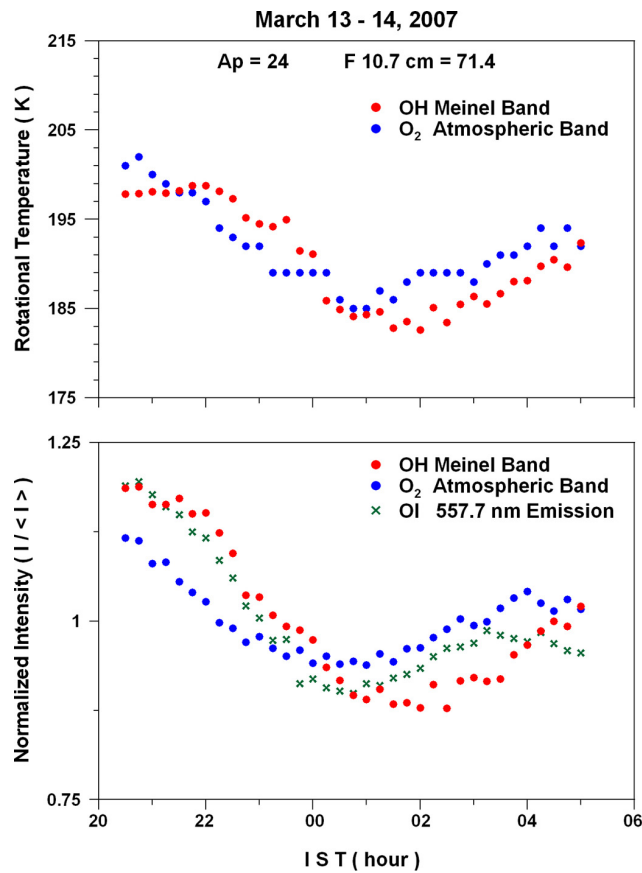 March 13 - 14, 2007
215
Ap = 24 F 10.7 cm = 71.4
OH Meinel Band
O₂ Atmospheric Band
205
195
185
175
Rotational Temperature ( K )
1.25
OH Meinel Band
O₂ Atmospheric Band
OI 557.7 nm Emission
1
0.75
Normalized Intensity ( I / < I > )
20 22 00 02 04 06
I S T ( hour )